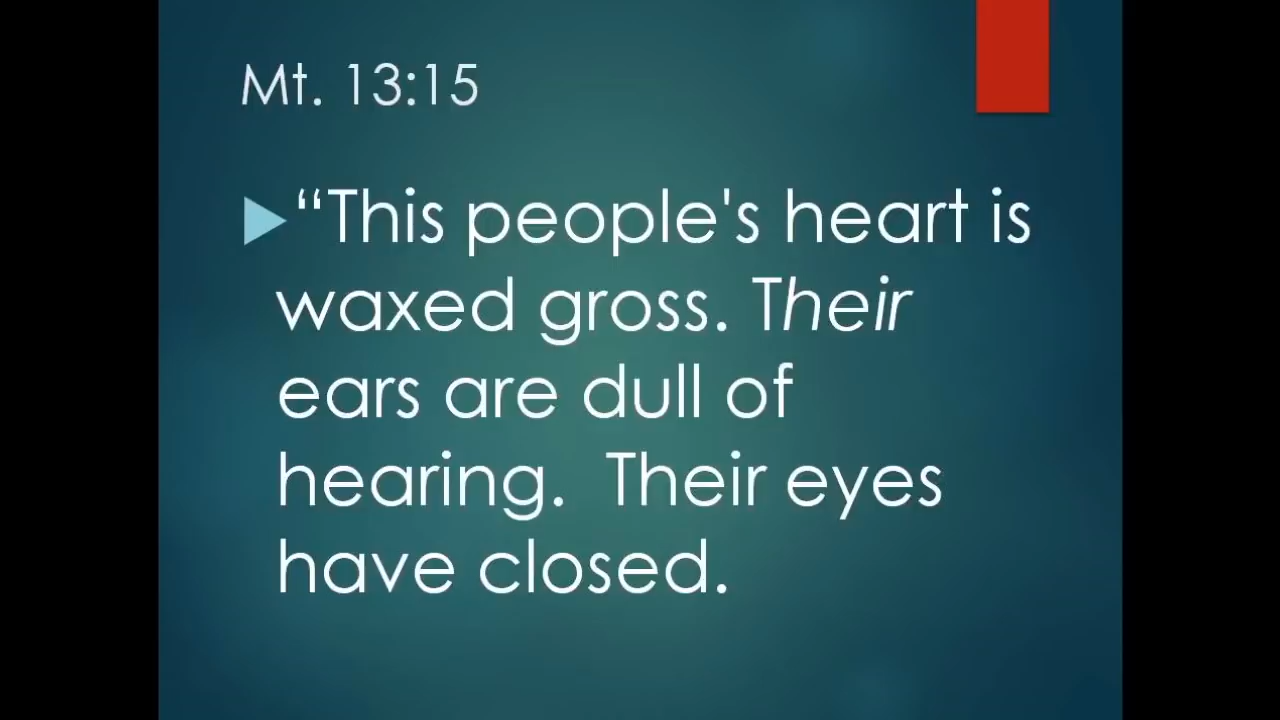 Mt. 13:15
“This people's heart is
waxed gross. Their
ears are dull of
hearing.  Their eyes
have closed.